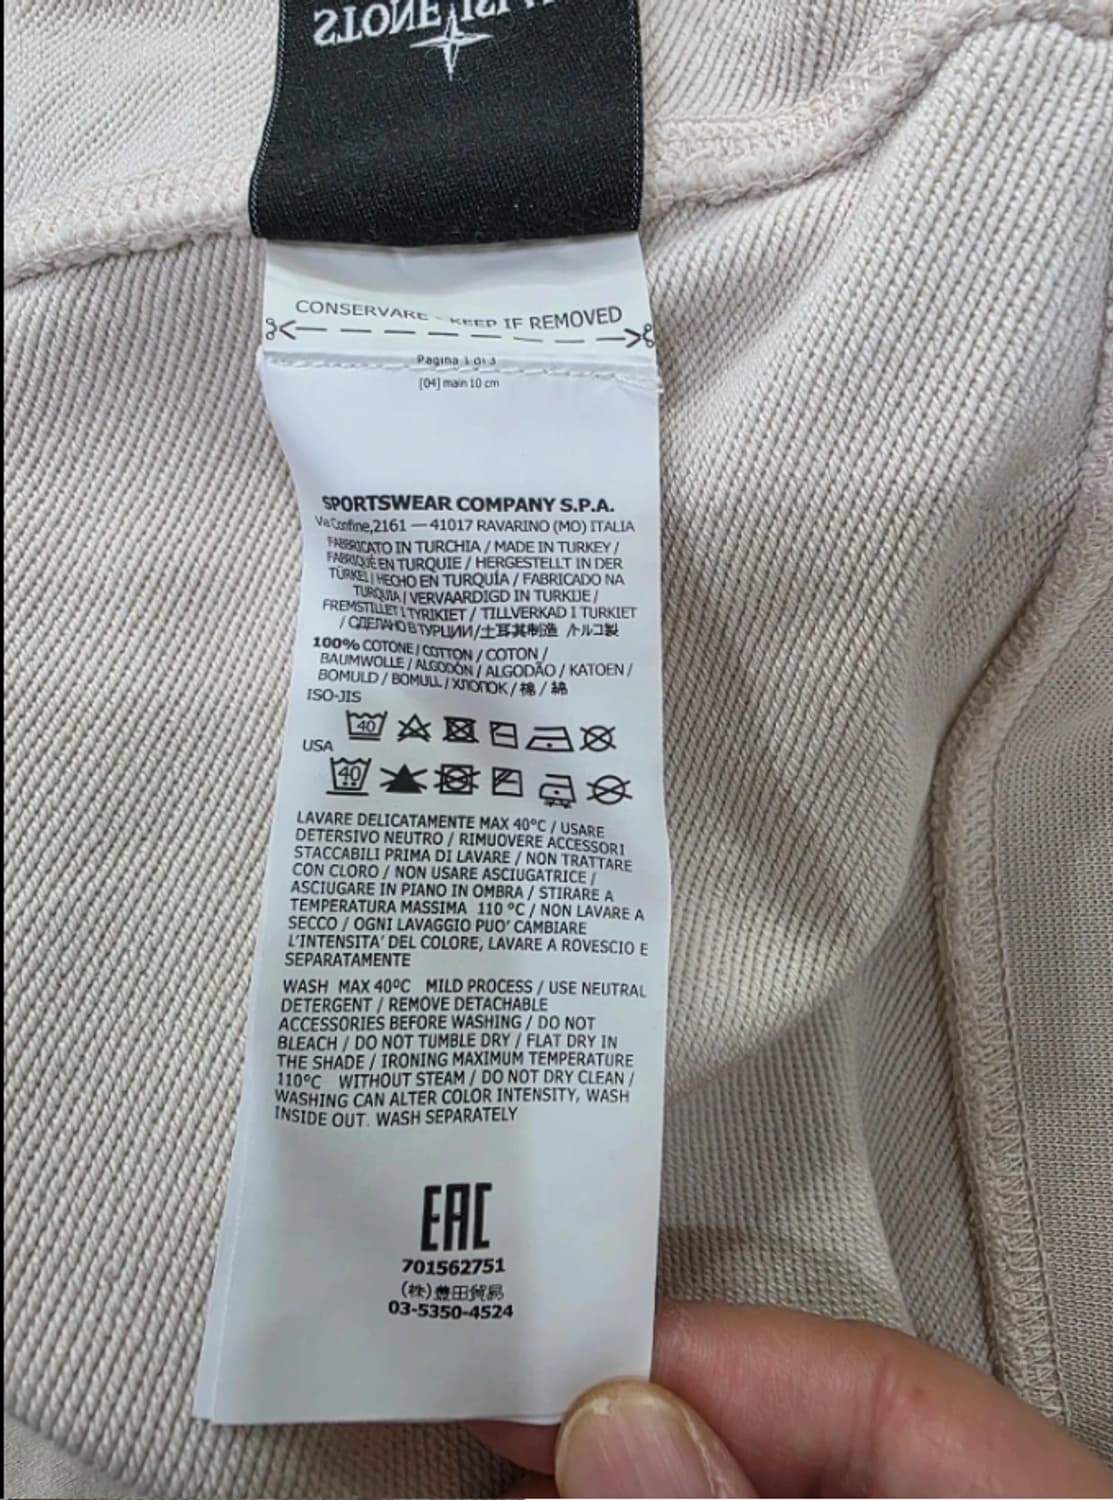 STONE ISLA
CONSERVARE - KEEP IF REMOVED
Pagina 1 di 3
[04] main 10 cm
SPORTSWEAR COMPANY S.P.A.
Via Confine,2161 — 41017 RAVARINO (MO) ITALIA
FABBRICATO IN TURCHIA / MADE IN TURKEY /
FABRIQUÉ EN TURQUIE / HERGESTELLT IN DER
TÜRKEI / HECHO EN TURQUÍA / FABRICADO NA
TURQUIA / VERVAARDIGD IN TURKIJE /
FREMSTILLET I TYRIKIET / TILLVERKAD I TURKIET
/ СДЕЛАНО В ТУРЦИИ/土耳其制造 /トルコ製
100% COTONE / COTTON / COTON /
BAUMWOLLE / ALGODÓN / ALGODÃO / KATOEN /
BOMULD / BOMULL / ХЛОПОК / 棉 / 綿
ISO-JIS
40
USA
40
LAVARE DELICATAMENTE MAX 40°C / USARE
DETERSIVO NEUTRO / RIMUOVERE ACCESSORI
STACCABILI PRIMA DI LAVARE / NON TRATTARE
CON CLORO / NON USARE ASCIUGATRICE /
ASCIUGARE IN PIANO IN OMBRA / STIRARE A
TEMPERATURA MASSIMA 110 °C / NON LAVARE A
SECCO / OGNI LAVAGGIO PUO' CAMBIARE
L'INTENSITA' DEL COLORE, LAVARE A ROVESCIO E
SEPARATAMENTE
WASH MAX 40°C MILD PROCESS / USE NEUTRAL
DETERGENT / REMOVE DETACHABLE
ACCESSORIES BEFORE WASHING / DO NOT
BLEACH / DO NOT TUMBLE DRY / FLAT DRY IN
THE SHADE / IRONING MAXIMUM TEMPERATURE
110°C WITHOUT STEAM / DO NOT DRY CLEAN /
WASHING CAN ALTER COLOR INTENSITY, WASH
INSIDE OUT. WASH SEPARATELY
EAC
701562751
(株)豊田貿易
03-5350-4524